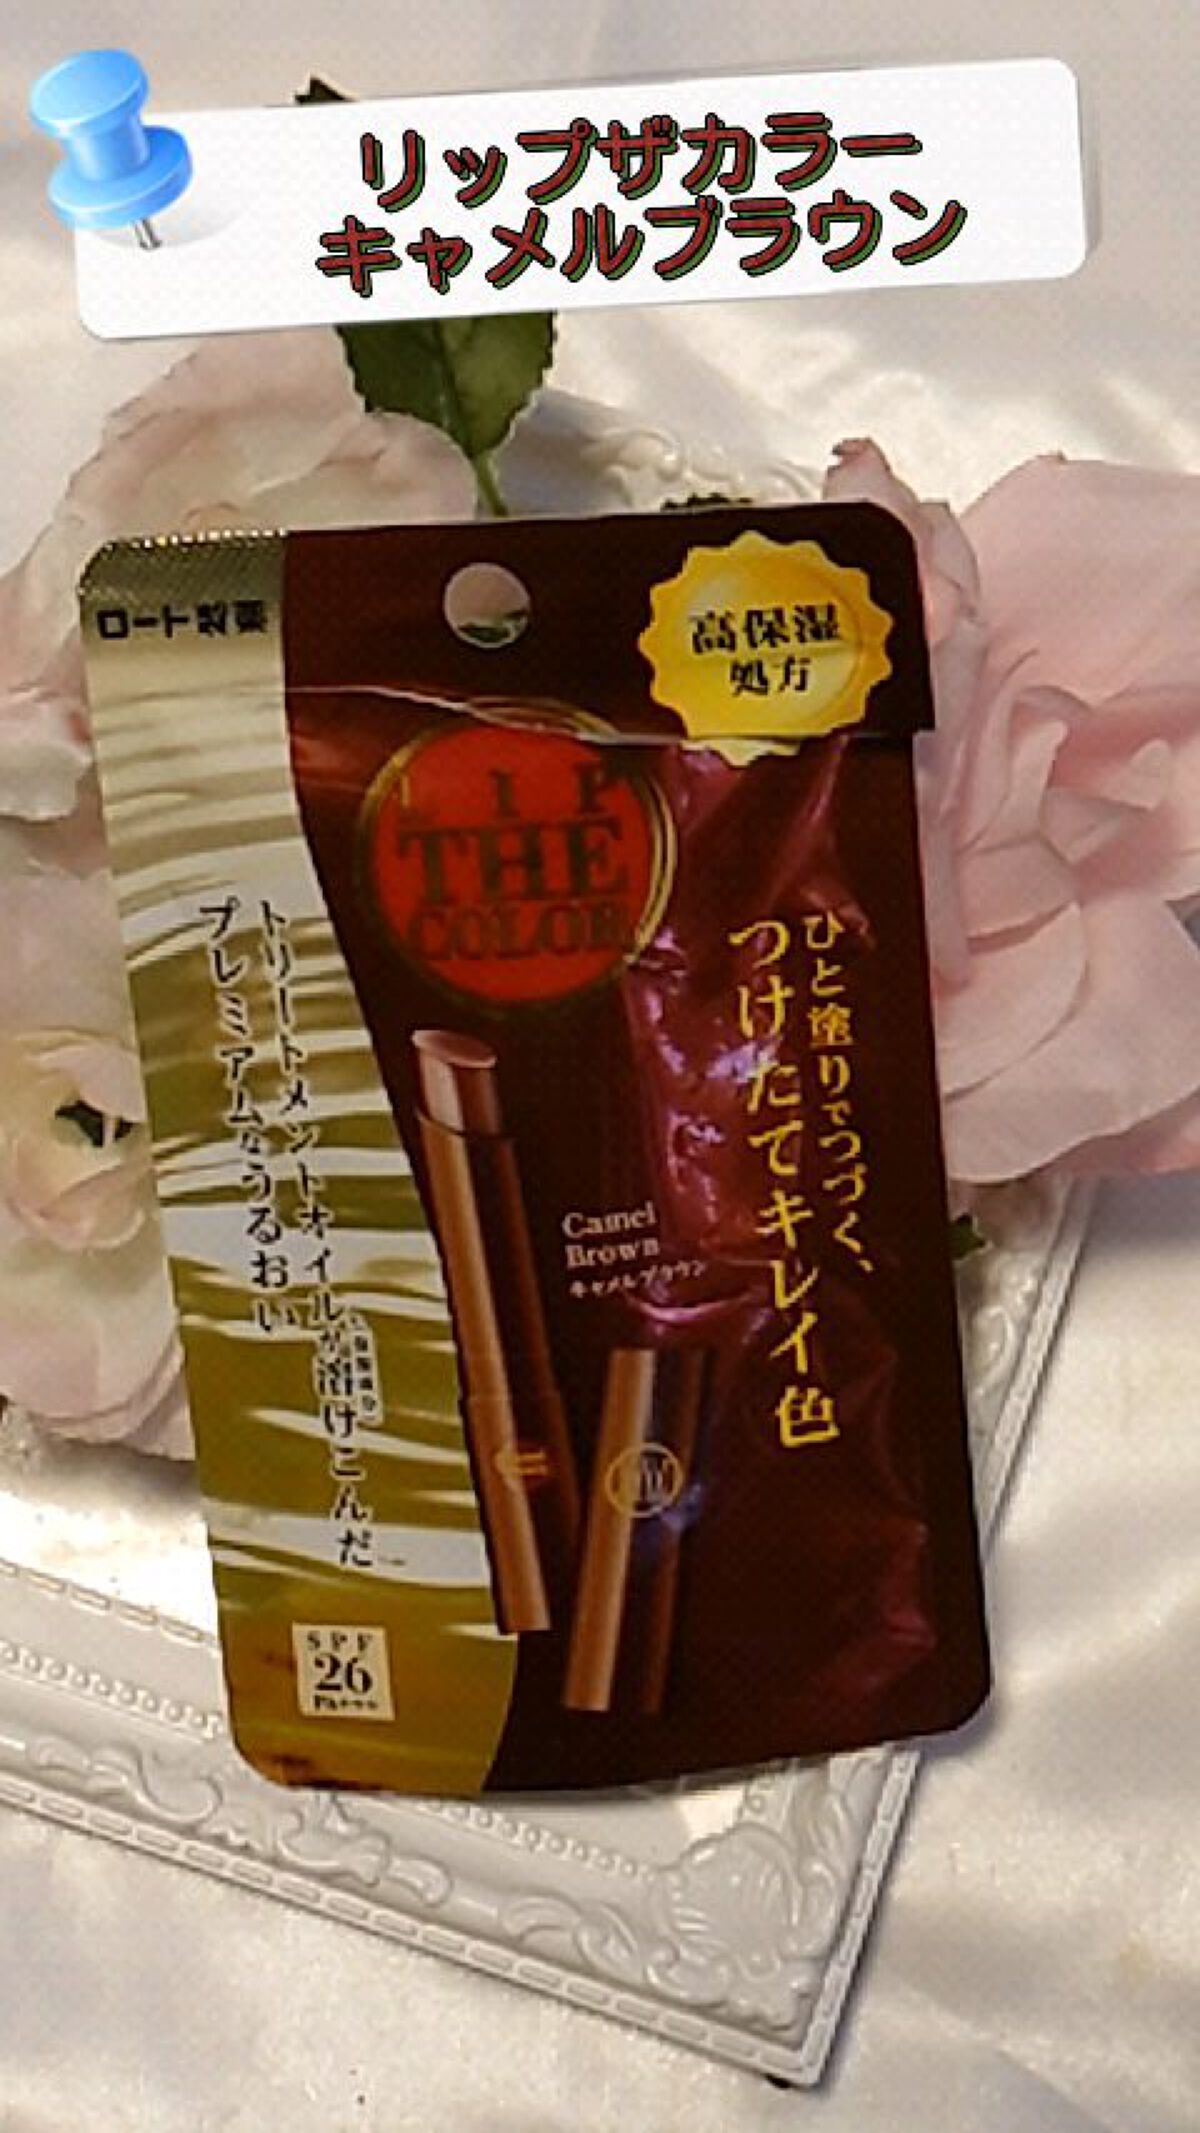 リップザカラー
キャメルブラウン
ロート製薬
高保湿
処方
LIP
THE
COLOR
ひと塗りでつづく、
つけたてキレイ色
トリートメントオイルが溶けこんだ
プレミアムなうるおい
Camel
Brown
キャメルブラウン
SPF
26
PA+++